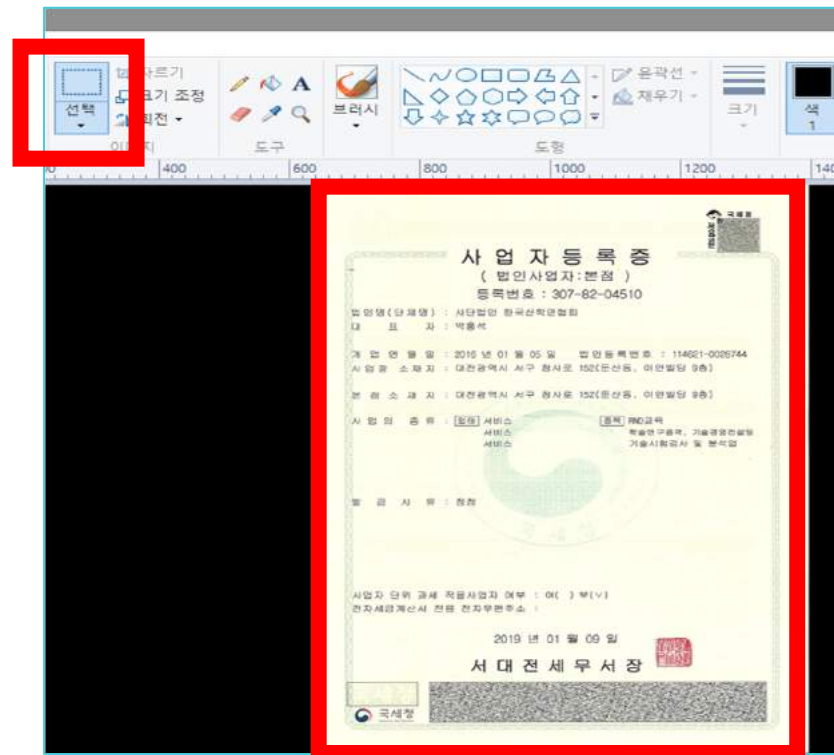 자르기
선택
크기 조정
회전
A
브러시
윤곽선
재우기
크기
색
1
도구
도형
400
600
800
1000
1200
140
국세청
사업자등록증
( 법인사업자:본점 )
등록번호 : 307-82-04510
법인명(단체명) : 사단법인 한국산학연협회
대 표 자 : 박흥석
개 업 연 월 일 : 2016 년 01 월 05 일 법인등록번호 : 114621-0026744
사업장 소재지 : 대전광역시 서구 청사로 152(둔산동, 이연빌딩 9층)
본 점 소 재 지 : 대전광역시 서구 청사로 152(둔산동, 이연빌딩 9층)
사 업 의 종 류 : 업태 서비스 종목 RND교육
서비스 학술연구용역, 기술경영컨설팅
서비스 기술시험검사 및 분석업
발 급 사 유 : 정정
사업자 단위 과세 적용사업자 여부 : 여( ) 부(∨)
전자세금계산서 전용 전자우편주소 :
2019 년 01 월 09 일
서대전세무서장
국세청